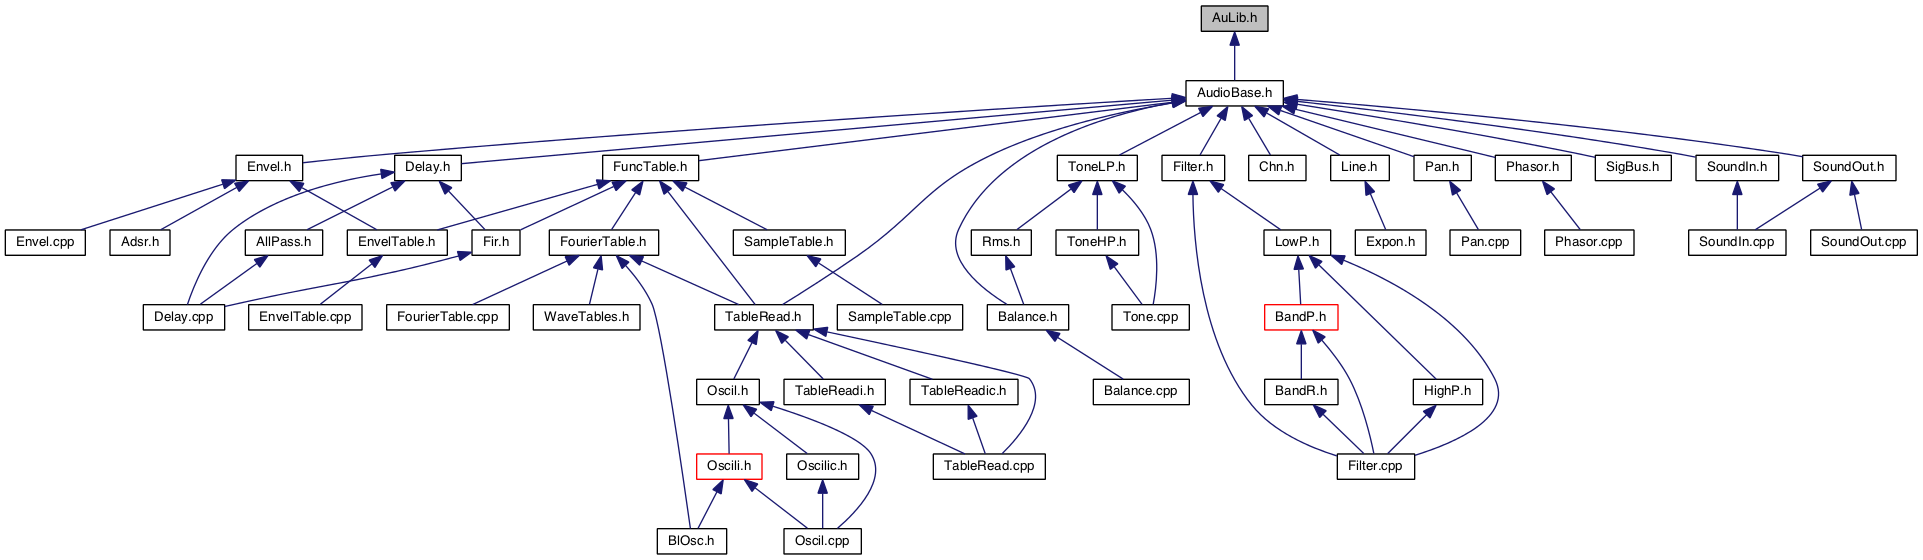 AuLib.h
AudioBase.h
Envel.h
Delay.h
FuncTable.h
ToneLP.h
Filter.h
Chn.h
Line.h
Pan.h
Phasor.h
SigBus.h
SoundIn.h
SoundOut.h
Envel.cpp
Adsr.h
AllPass.h
EnvelTable.h
Fir.h
FourierTable.h
SampleTable.h
Rms.h
ToneHP.h
LowP.h
Expon.h
Pan.cpp
Phasor.cpp
SoundIn.cpp
SoundOut.cpp
Delay.cpp
EnvelTable.cpp
FourierTable.cpp
WaveTables.h
TableRead.h
SampleTable.cpp
Balance.h
Tone.cpp
BandP.h
Oscil.h
TableReadi.h
TableReadic.h
Balance.cpp
BandR.h
HighP.h
Oscili.h
Oscilic.h
TableRead.cpp
Filter.cpp
BlOsc.h
Oscil.cpp